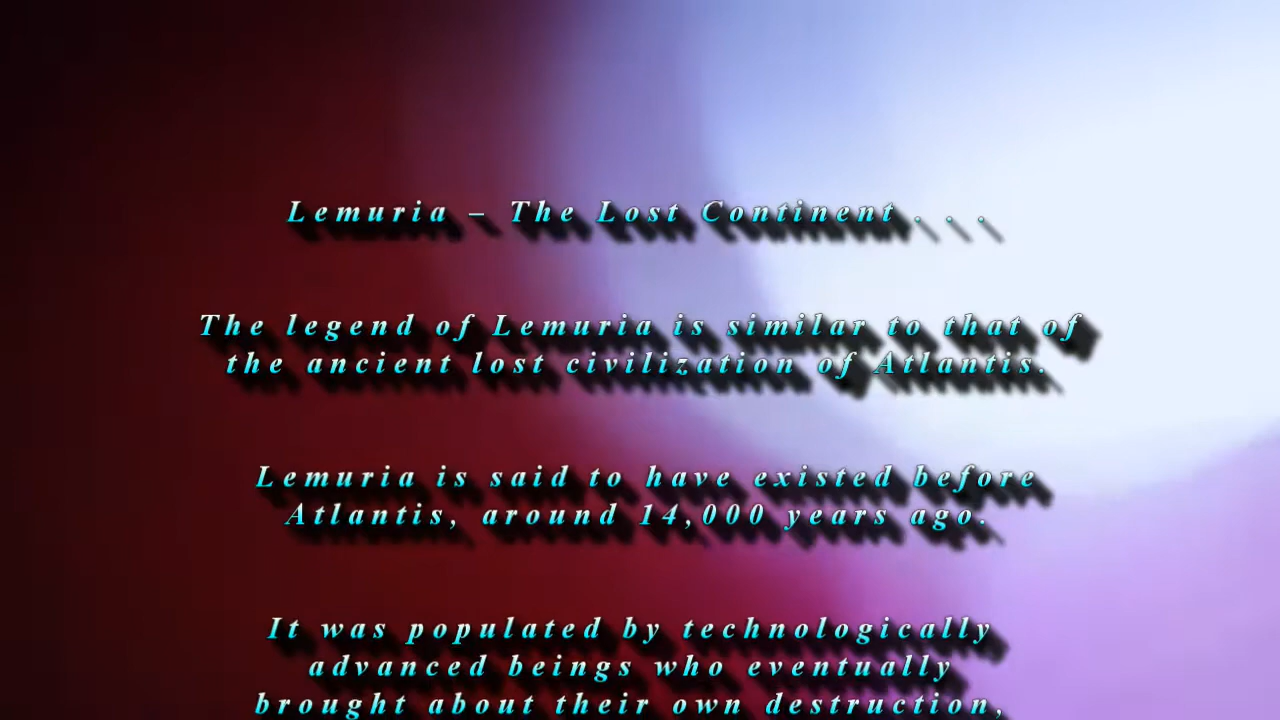 Lemuria – The Lost Continent . . .
The legend of Lemuria is similar to that of
the ancient lost civilization of Atlantis.
Lemuria is said to have existed before
Atlantis, around 14,000 years ago.
It was populated by technologically
advanced beings who eventually
brought about their own destruction,